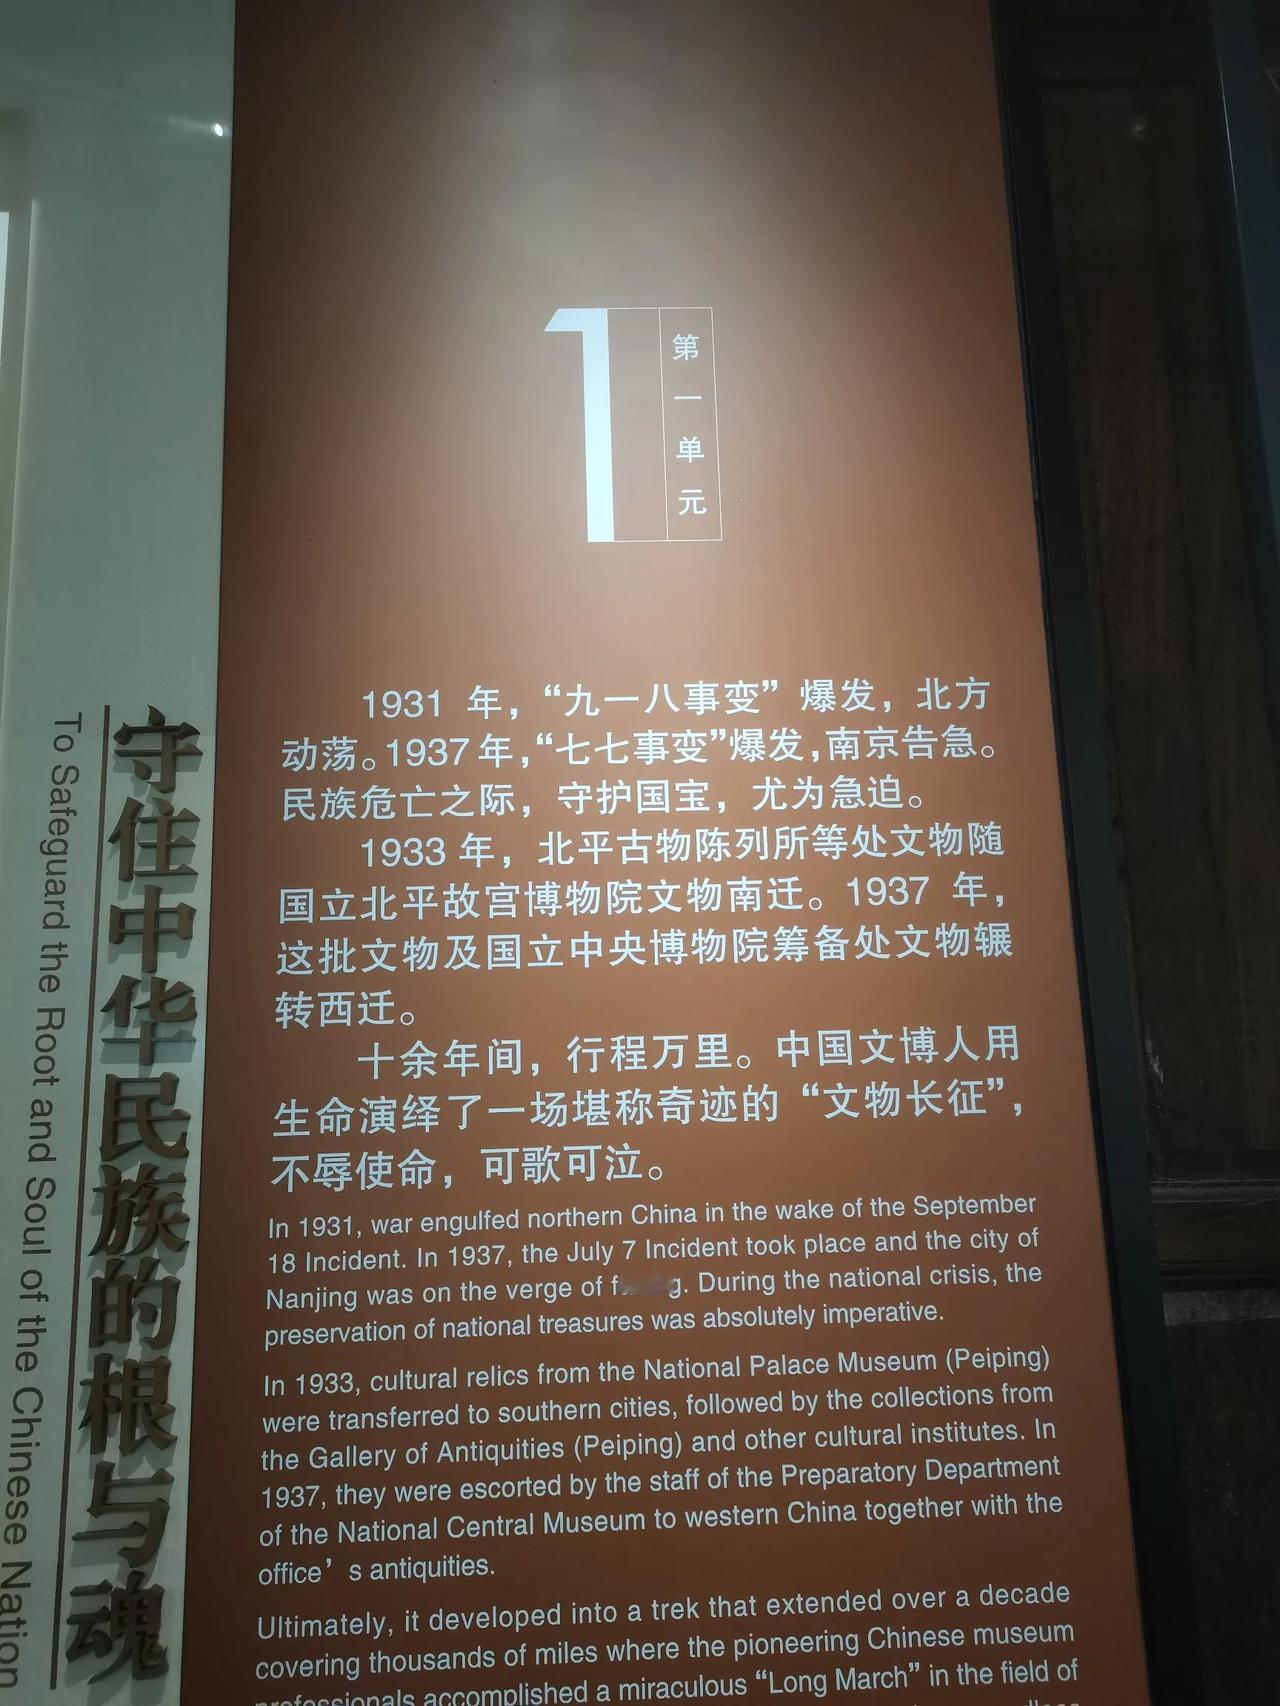 守住中华民族的根与魂
To Safeguard the Root and Soul of the Chinese Nation
1
第一单元
1931 年，“九一八事变”爆发，北方
动荡。1937年，“七七事变”爆发，南京告急。
民族危亡之际，守护国宝，尤为急迫。
1933 年，北平古物陈列所等处文物随
国立北平故宫博物院文物南迁。1937 年，
这批文物及国立中央博物院筹备处文物辗
转西迁。
十余年间，行程万里。中国文博人用
生命演绎了一场堪称奇迹的“文物长征”，
不辱使命，可歌可泣。
In 1931, war engulfed northern China in the wake of the September
18 Incident. In 1937, the July 7 Incident took place and the city of
Nanjing was on the verge of . During the national crisis, the
preservation of national treasures was absolutely imperative.
In 1933, cultural relics from the National Palace Museum (Peiping)
were transferred to southern cities, followed by the collections from
the Gallery of Antiquities (Peiping) and other cultural institutes. In
1937, they were escorted by the staff of the Preparatory Department
of the National Central Museum to western China together with the
office’s antiquities.
Ultimately, it developed into a trek that extended over a decade
covering thousands of miles where the pioneering Chinese museum
professionals accomplished a miraculous “Long March” in the field of